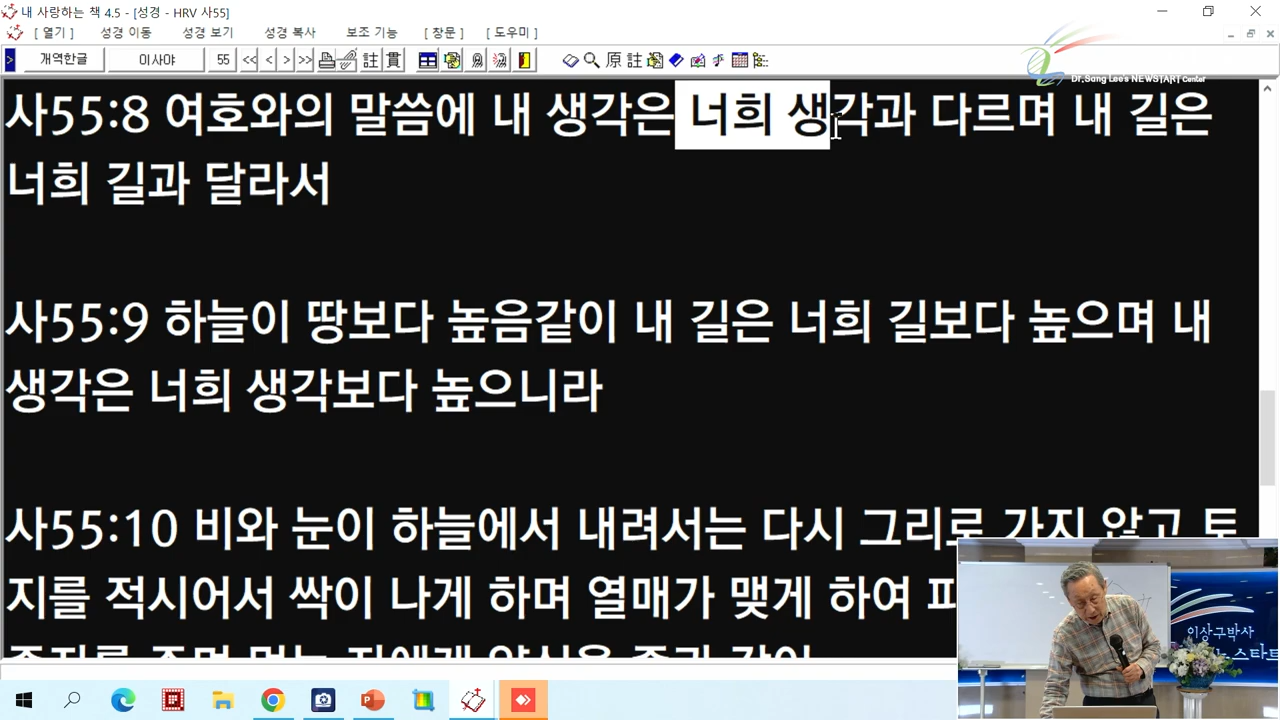 내 사랑하는 책 4.5 - [성경 - HRV 사55]
[ 열기 ] 성경 이동 성경 보기 성경 복사 보조 기능 [ 창문 ] [ 도우미 ]
개역한글 이사야 55 << < > >> 註 貫 原 註
Dr.Sang Lee's NEWSTART Center
사55:8 여호와의 말씀에 내 생각은 너희 생각과 다르며 내 길은
너희 길과 달라서
사55:9 하늘이 땅보다 높음같이 내 길은 너희 길보다 높으며 내
생각은 너희 생각보다 높으니라
사55:10 비와 눈이 하늘에서 내려서는 다시 그리로 가지 않고 토
지를 적시어서 싹이 나게 하며 열매가 맺게 하여
이상구박사
스타트